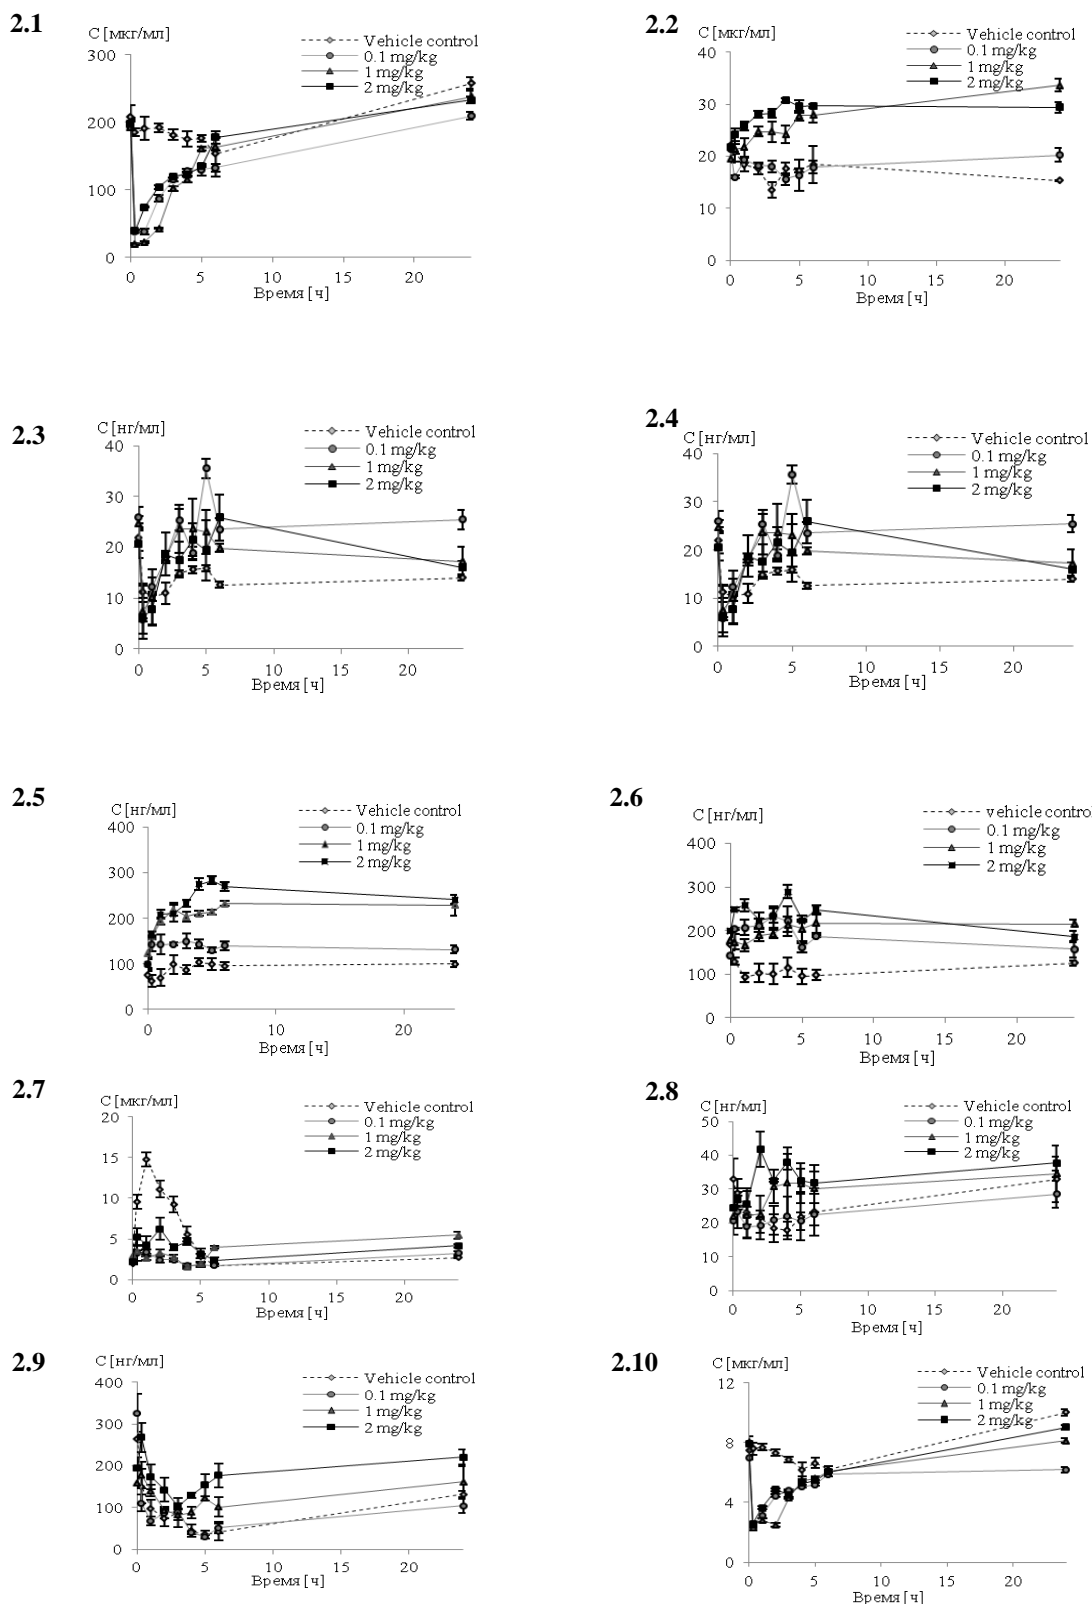 2.1
C [мкг/мл]
Vehicle control
0.1 mg/kg
1 mg/kg
2 mg/kg
300
200
100
0
0 5 10 15 20
Время [ч]
2.2
C [мкг/мл]
Vehicle control
0.1 mg/kg
1 mg/kg
2 mg/kg
40
30
20
10
0
0 5 10 15 20
Время [ч]
2.3
C [нг/мл]
Vehicle control
0.1 mg/kg
1 mg/kg
2 mg/kg
40
30
20
10
0
0 5 10 15 20
Время [ч]
2.4
C [нг/мл]
Vehicle control
0.1 mg/kg
1 mg/kg
2 mg/kg
40
30
20
10
0
0 5 10 15 20
Время [ч]
2.5
C [нг/мл]
Vehicle control
0.1 mg/kg
1 mg/kg
2 mg/kg
400
300
200
100
0
0 10 20
Время [ч]
2.6
C [нг/мл]
vehicle control
0.1 mg/kg
1 mg/kg
2 mg/kg
400
300
200
100
0
0 5 10 15 20
Время [ч]
2.7
C [мкг/мл]
Vehicle control
0.1 mg/kg
1 mg/kg
2 mg/kg
20
15
10
5
0
0 5 10 15 20
Время [ч]
2.8
C [нг/мл]
Vehicle control
0.1 mg/kg
1 mg/kg
2 mg/kg
50
40
30
20
10
0
0 5 10 15 20
Время [ч]
2.9
C [нг/мл]
Vehicle control
0.1 mg/kg
1 mg/kg
2 mg/kg
400
300
200
100
0
0 5 10 15 20
Время [ч]
2.10
C [мкг/мл]
Vehicle control
0.1 mg/kg
1 mg/kg
2 mg/kg
12
8
4
0
0 5 10 15 20
Время [ч]